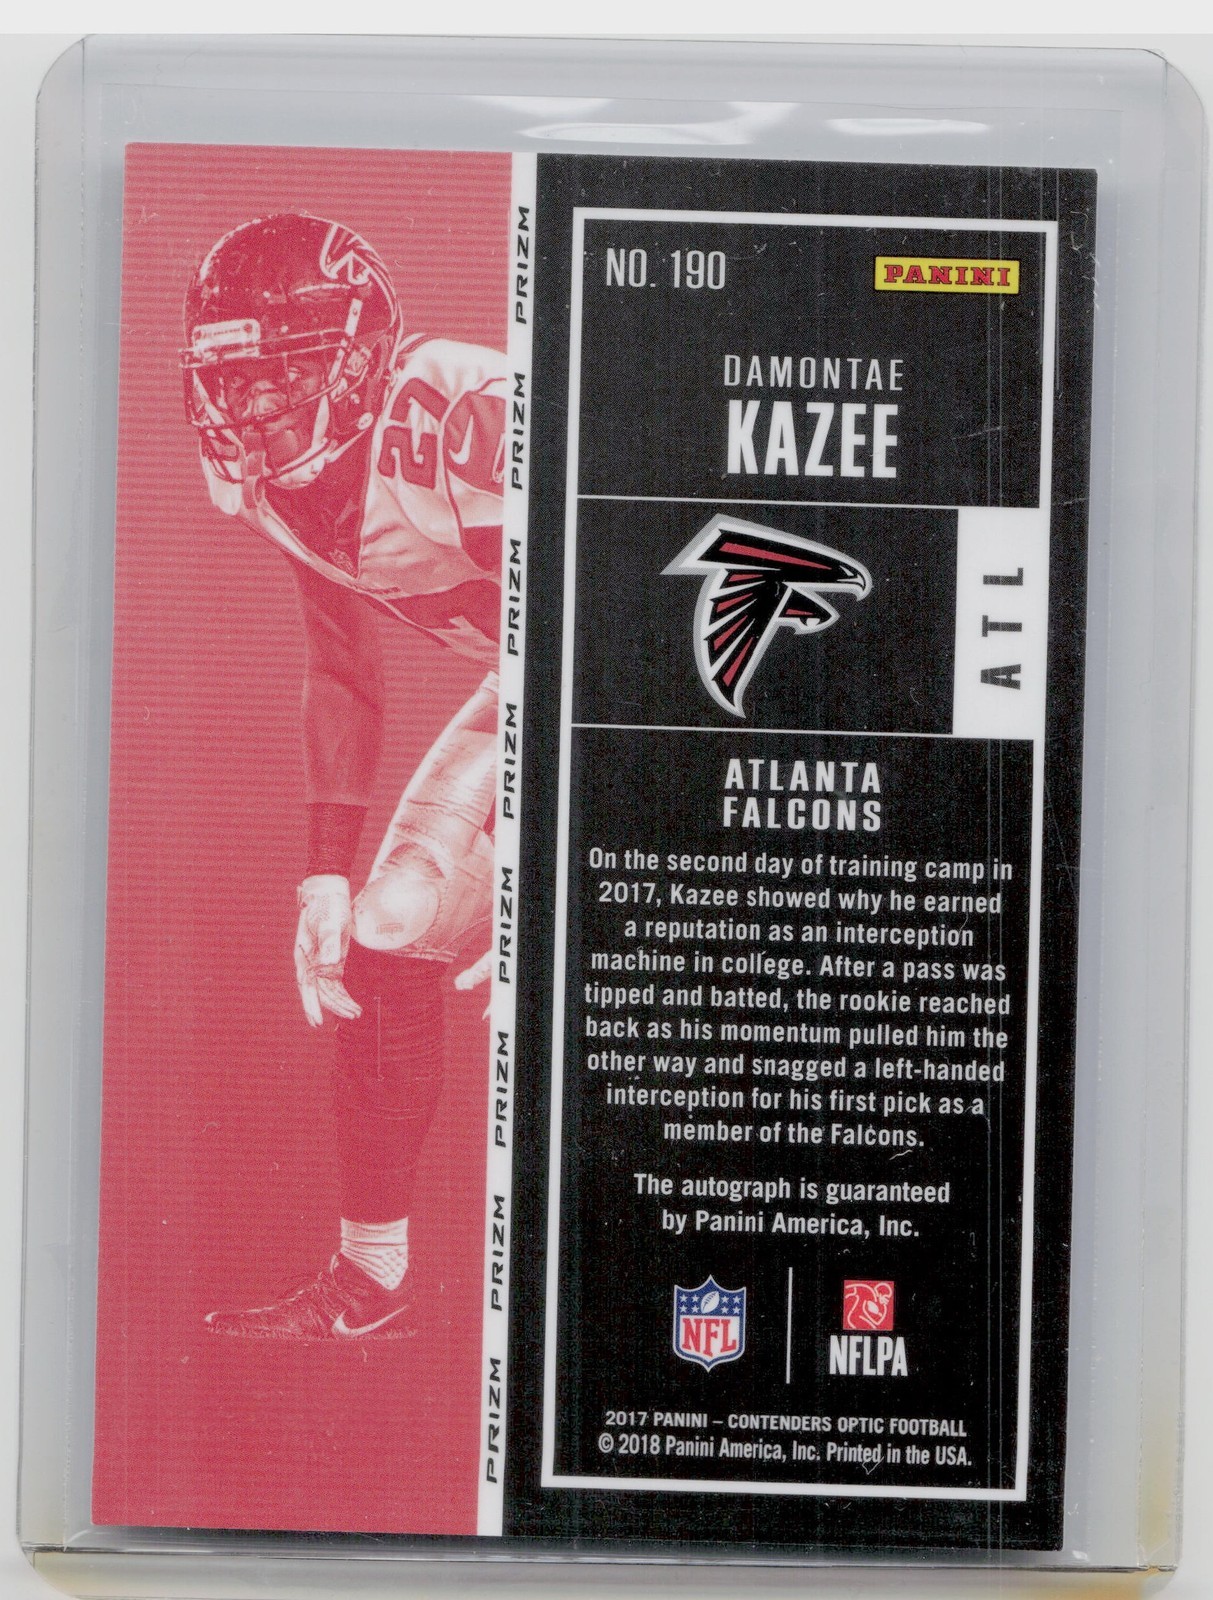 NO. 190
PANINI
DAMONTAE
KAZEE
ATL
ATLANTA
FALCONS
On the second day of training camp in
2017, Kazee showed why he earned
a reputation as an interception
machine in college. After a pass was
tipped and batted, the rookie reached
back as his momentum pulled him the
other way and snagged a left-handed
interception for his first pick as a
member of the Falcons.
The autograph is guaranteed
by Panini America, Inc.
NFL
NFLPA
2017 PANINI – CONTENDERS OPTIC FOOTBALL
© 2018 Panini America, Inc. Printed in the USA.
PRIZM
PRIZM
PRIZM
PRIZM
PRIZM
PRIZM
PRIZM
PRIZM
27